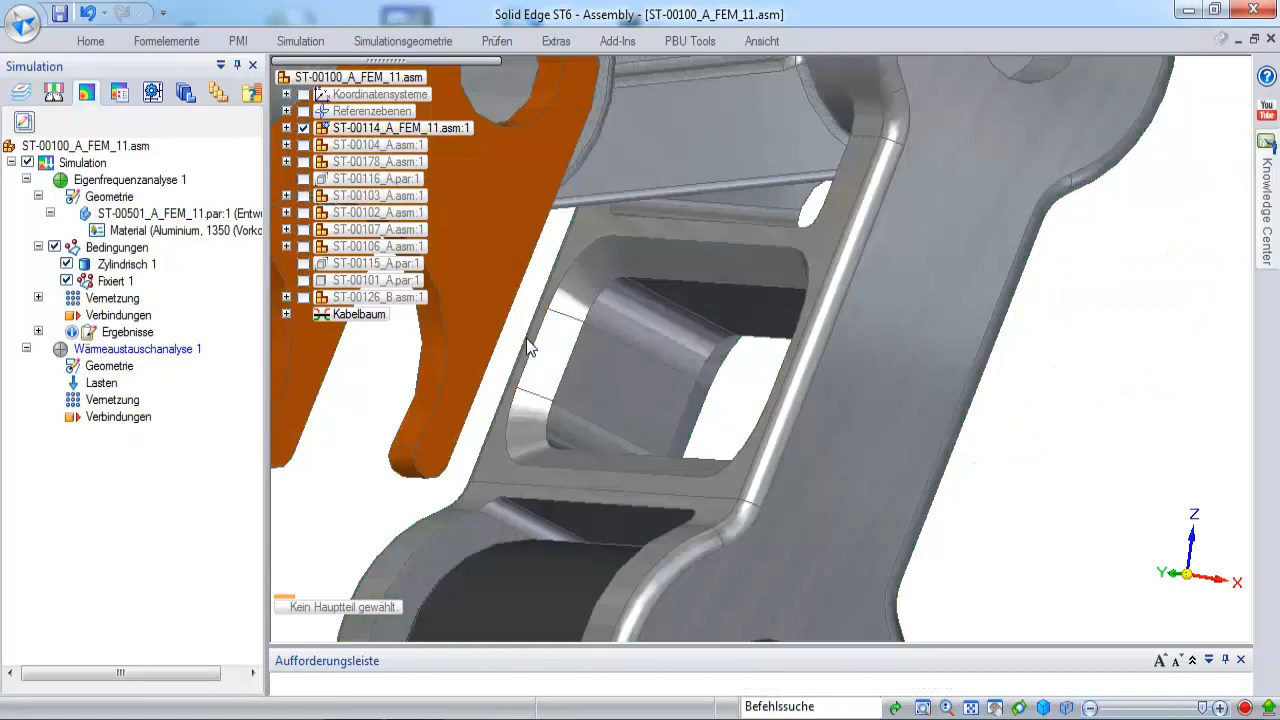 Solid Edge ST6 - Assembly - [ST-00100_A_FEM_11.asm]
Home Formelemente PMI Simulation Simulationsgeometrie Prüfen Extras Add-Ins PBU Tools Ansicht
Simulation
ST-00100_A_FEM_11.asm
Simulation
Eigenfrequenzanalyse 1
Geometrie
ST-00501_A_FEM_11.par:1 (Entw
Material (Aluminium, 1350 (Vorko
Bedingungen
Zylindrisch 1
Fixiert 1
Vernetzung
Verbindungen
Ergebnisse
Wärmeaustauschanalyse 1
Geometrie
Lasten
Vernetzung
Verbindungen
ST-00100_A_FEM_11.asm
Koordinatensysteme
Referenzebenen
ST-00114_A_FEM_11.asm:1
ST-00104_A.asm:1
ST-00178_A.asm:1
ST-00116_A.par:1
ST-00103_A.asm:1
ST-00102_A.asm:1
ST-00107_A.asm:1
ST-00106_A.asm:1
ST-00115_A.par:1
ST-00101_A.par:1
ST-00126_B.asm:1
Kabelbaum
Kein Hauptteil gewählt.
Z
Y
X
You
Tube
Knowledge Center
Aufforderungsleiste
Befehlssuche